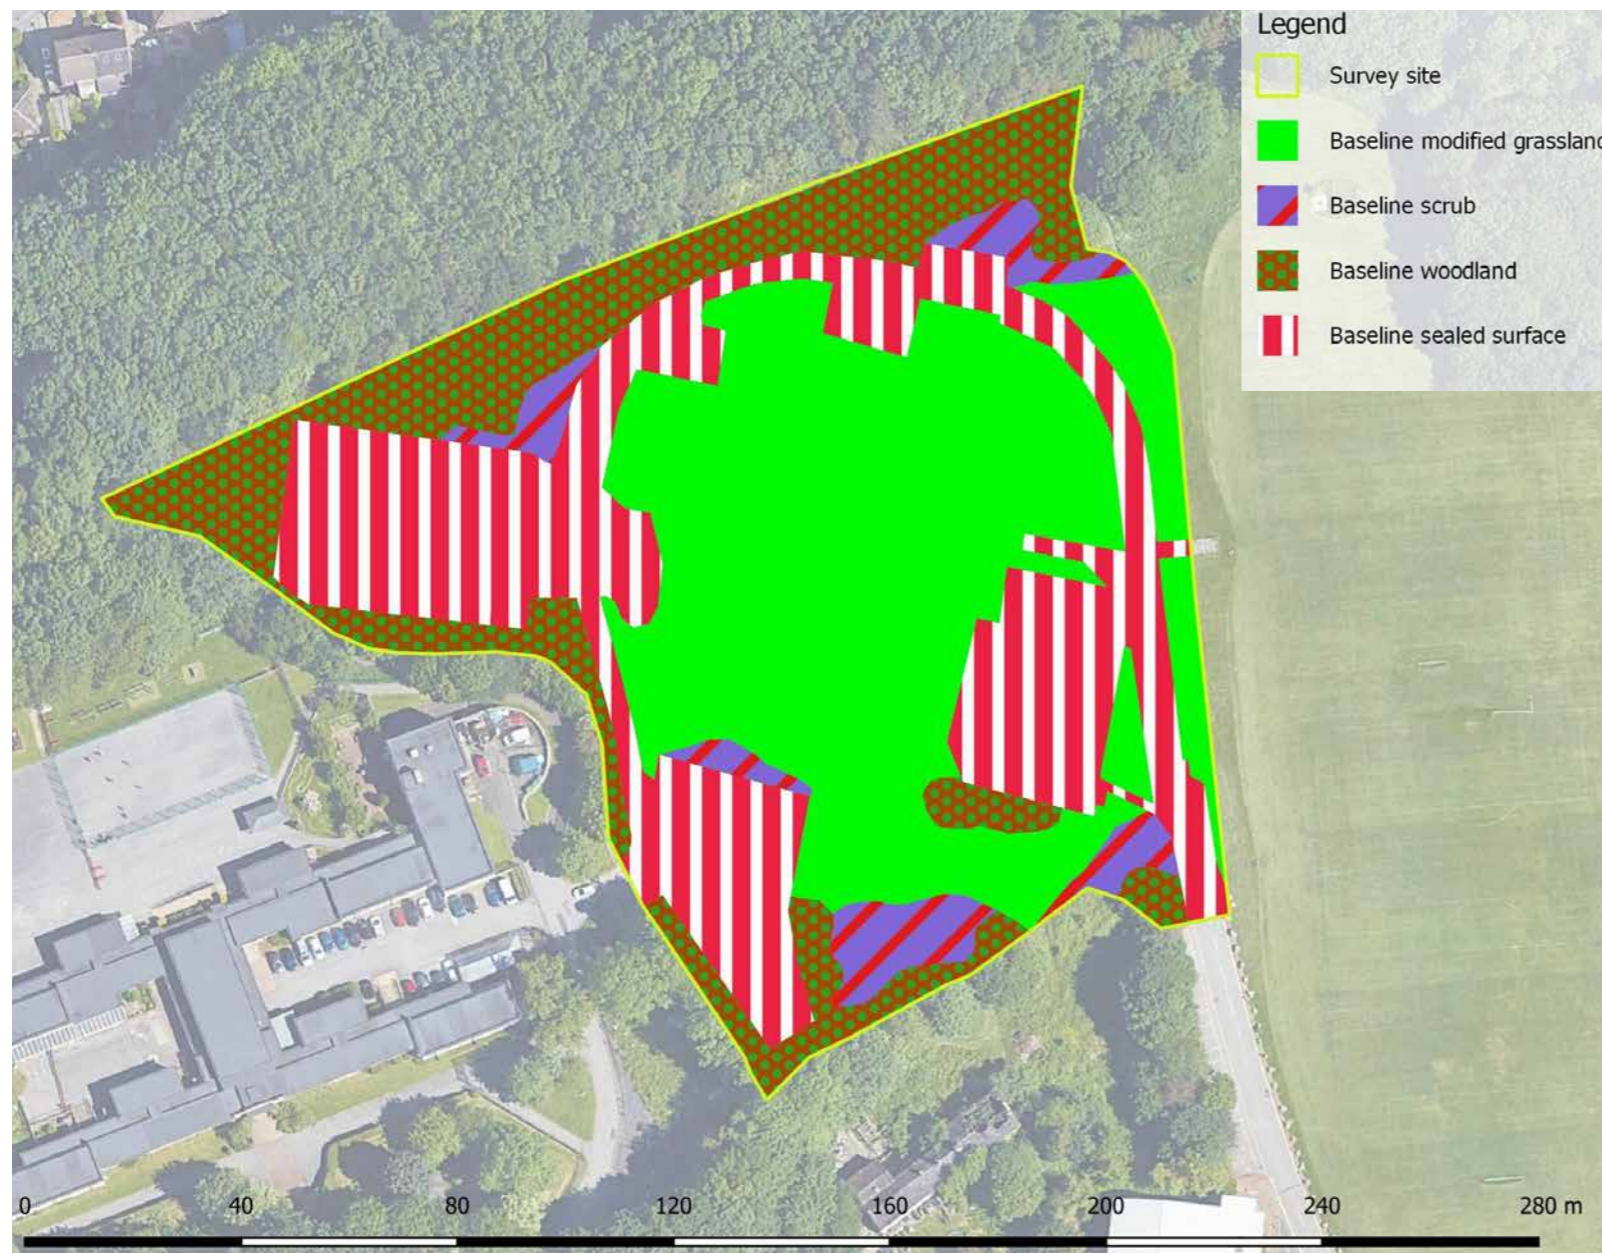 Legend
Survey site
Baseline modified grassland
Baseline scrub
Baseline woodland
Baseline sealed surface
0 40 80 120 160 200 240 280 m